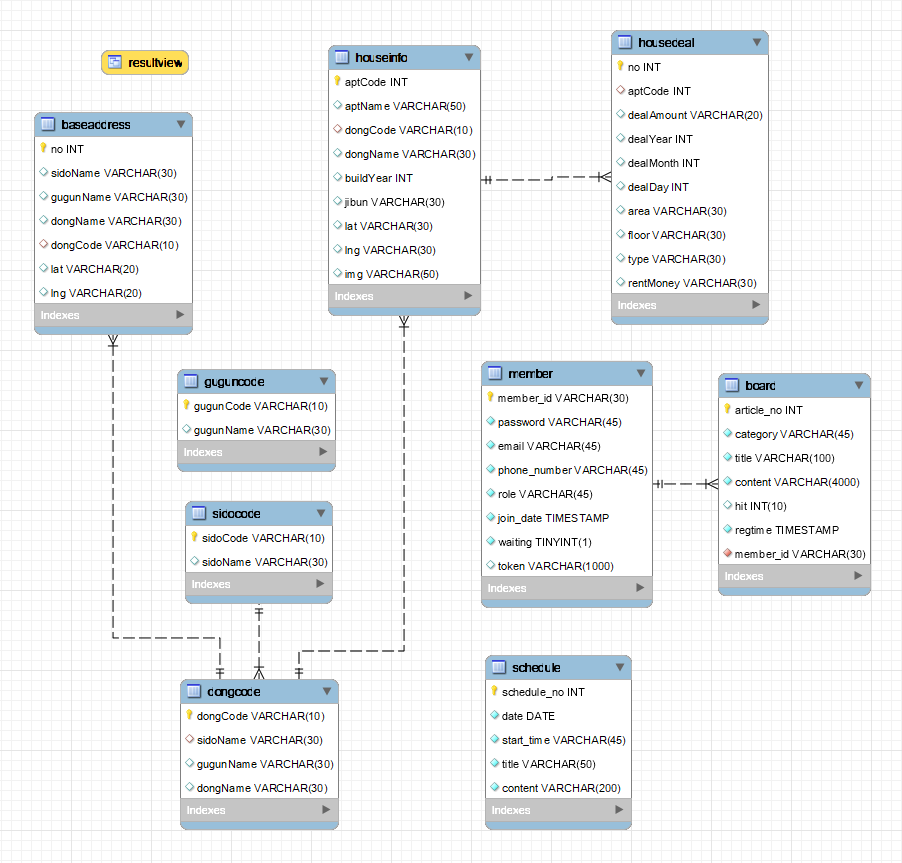 resultview
baseaddress
no INT
sidoName VARCHAR(30)
gugunName VARCHAR(30)
dongName VARCHAR(30)
dongCode VARCHAR(10)
lat VARCHAR(20)
lng VARCHAR(20)
Indexes
houseinfo
aptCode INT
aptName VARCHAR(50)
dongCode VARCHAR(10)
dongName VARCHAR(30)
buildYear INT
jibun VARCHAR(30)
lat VARCHAR(30)
lng VARCHAR(30)
img VARCHAR(50)
Indexes
housedeal
no INT
aptCode INT
dealAmount VARCHAR(20)
dealYear INT
dealMonth INT
dealDay INT
area VARCHAR(30)
floor VARCHAR(30)
type VARCHAR(30)
rentMoney VARCHAR(30)
Indexes
guguncode
gugunCode VARCHAR(10)
gugunName VARCHAR(30)
Indexes
sidocode
sidoCode VARCHAR(10)
sidoName VARCHAR(30)
Indexes
dongcode
dongCode VARCHAR(10)
sidoName VARCHAR(30)
gugunName VARCHAR(30)
dongName VARCHAR(30)
Indexes
member
member_id VARCHAR(30)
password VARCHAR(45)
email VARCHAR(45)
phone_number VARCHAR(45)
role VARCHAR(45)
join_date TIMESTAMP
waiting TINYINT(1)
token VARCHAR(1000)
Indexes
board
article_no INT
category VARCHAR(45)
title VARCHAR(100)
content VARCHAR(4000)
hit INT(10)
regtime TIMESTAMP
member_id VARCHAR(30)
Indexes
schedule
schedule_no INT
date DATE
start_time VARCHAR(45)
title VARCHAR(50)
content VARCHAR(200)
Indexes